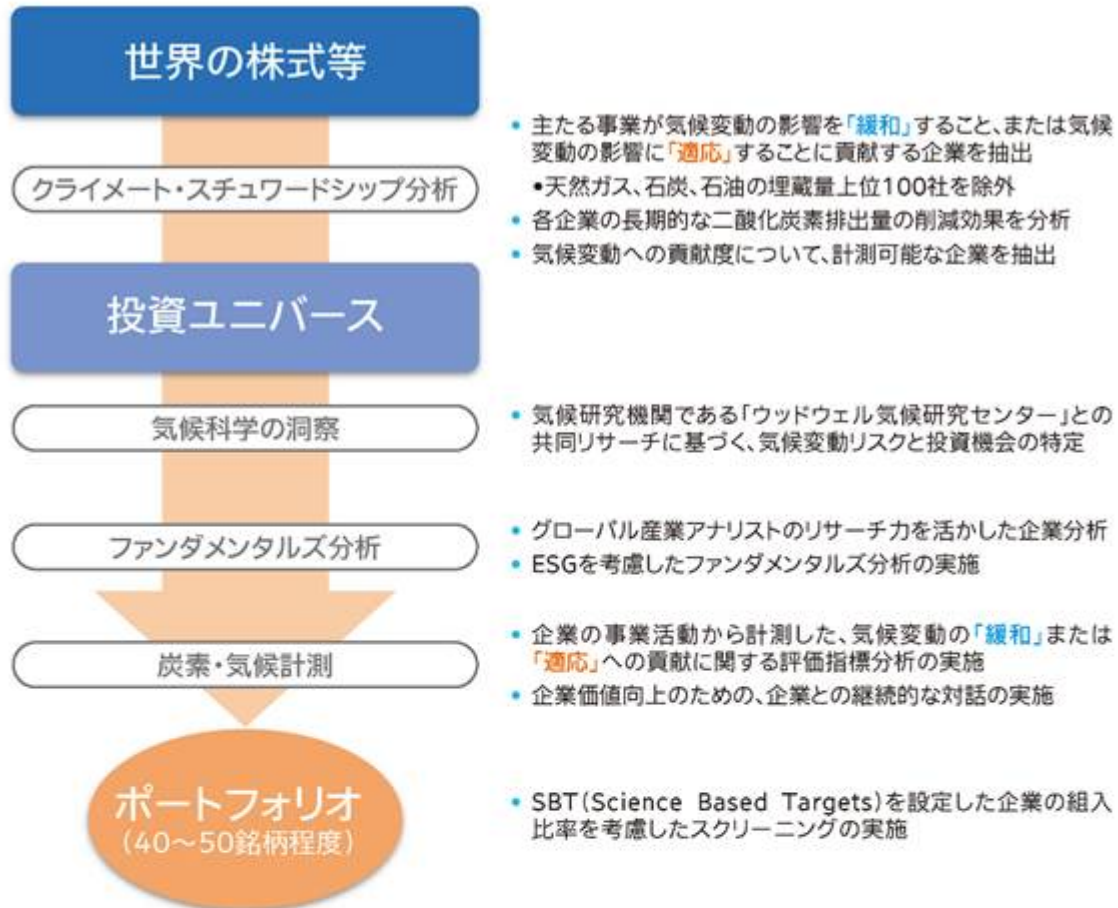 世界の株式等
クライメート・スチュワードシップ分析
• 主たる事業が気候変動の影響を「緩和」すること、または気候
変動の影響に「適応」することに貢献する企業を抽出
•天然ガス、石炭、石油の埋蔵量上位100社を除外
• 各企業の長期的な二酸化炭素排出量の削減効果を分析
• 気候変動への貢献度について、計測可能な企業を抽出
投資ユニバース
気候科学の洞察
• 気候研究機関である「ウッドウェル気候研究センター」との
共同リサーチに基づく、気候変動リスクと投資機会の特定
ファンダメンタルズ分析
• グローバル産業アナリストのリサーチ力を活かした企業分析
• ESGを考慮したファンダメンタルズ分析の実施
炭素・気候計測
• 企業の事業活動から計測した、気候変動の「緩和」または
「適応」への貢献に関する評価指標分析の実施
• 企業価値向上のための、企業との継続的な対話の実施
ポートフォリオ
（40～50銘柄程度）
• SBT（Science Based Targets）を設定した企業の組入
比率を考慮したスクリーニングの実施